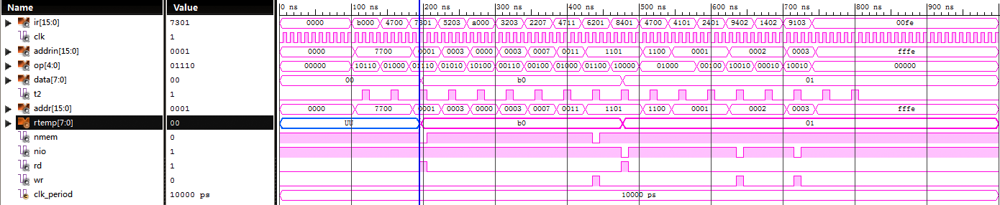 Name Value 0 ns 100 ns 200 ns 300 ns 400 ns 500 ns 600 ns 700 ns 800 ns 900 ns
ir[15:0] 7301 0000 b000 4700 7301 5203 a000 3203 2207 4711 6201 8401 4700 4101 2401 9402 1402 9103 00fe
clk 1
addrin[15:0] 0001 0000 7700 0001 0003 0000 0003 0007 0011 1101 1100 0001 0002 0003 fffe
op[4:0] 01110 00000 10110 01000 01110 01010 10100 00110 00100 01000 01100 10000 01000 00100 10010 00010 10010 00000
data[7:0] 00 00 b0 01
t2 1
addr[15:0] 0001 0000 7700 0001 0003 0000 0003 0007 0011 1101 1100 0001 0002 0003 fffe
rtemp[7:0] 00 UU b0 01
nmem 0
nio 1
rd 1
wr 0
clk_period 10000 ps 10000 ps